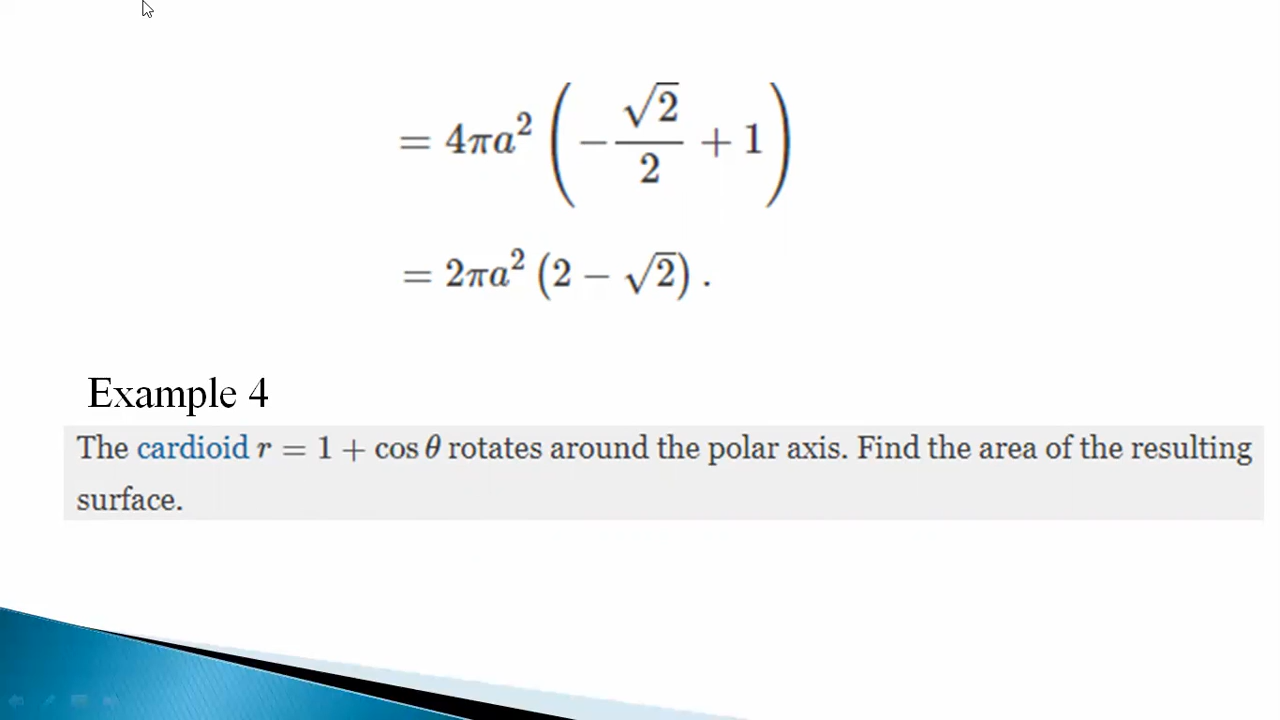 = 4πa² (−√2/2 + 1)
= 2πa² (2 − √2) .
Example 4
The cardioid r = 1 + cos θ rotates around the polar axis. Find the area of the resulting
surface.